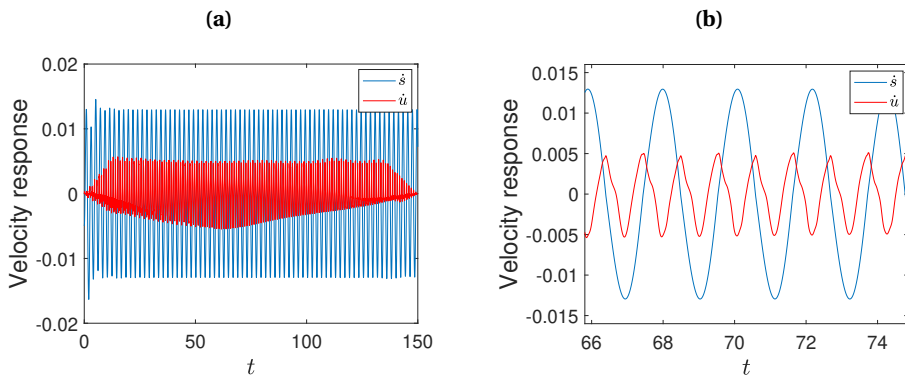 (a)
(b)
Velocity response
0.02
0.01
0
-0.01
-0.02
0
50
100
150
t
ṡ
u̇
Velocity response
0.015
0.01
0.005
0
-0.005
-0.01
-0.015
66
68
70
72
74
t
ṡ
u̇